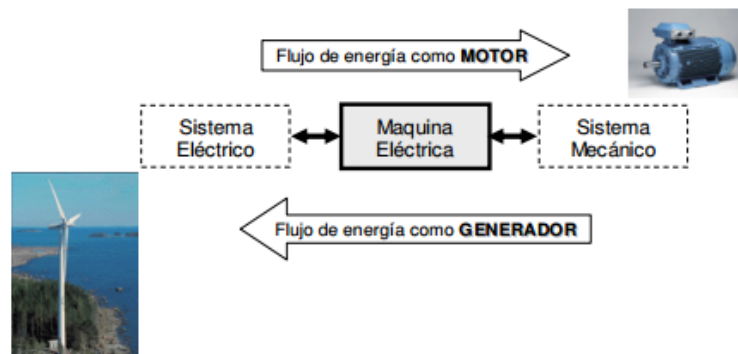 Flujo de energía como MOTOR
Sistema
Eléctrico
Maquina
Eléctrica
Sistema
Mecánico
Flujo de energía como GENERADOR